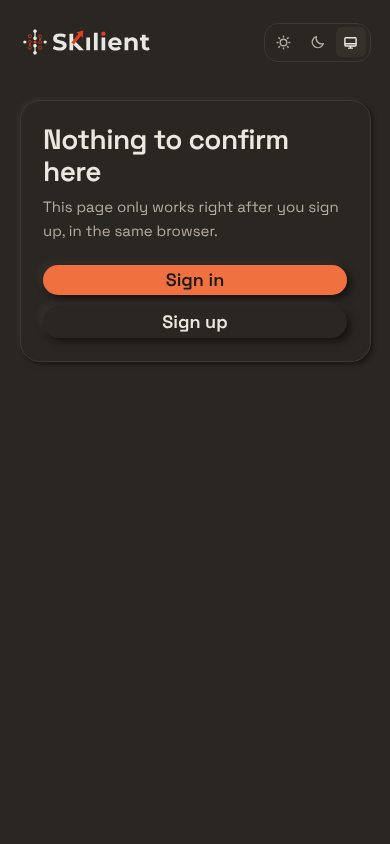 Skilient
Nothing to confirm
here
This page only works right after you sign
up, in the same browser.
Sign in
Sign up